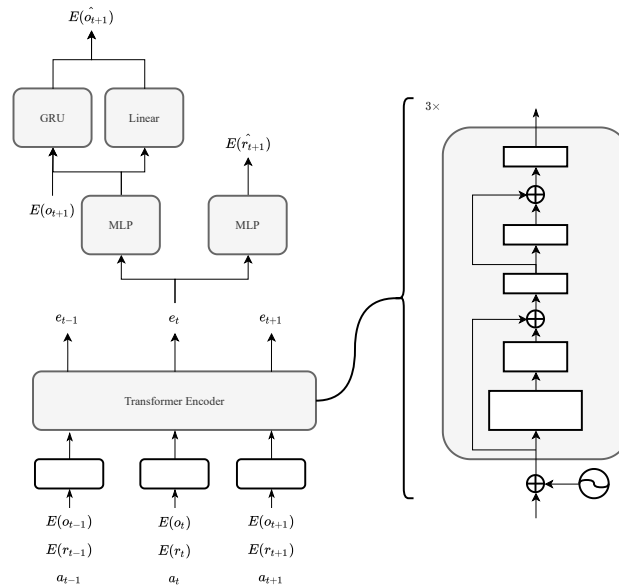 E(ô_{t+1})
3×
GRU
Linear
E(r̂_{t+1})
E(o_{t+1})
MLP
MLP
e_{t-1}
e_t
e_{t+1}
Transformer Encoder
E(o_{t-1})
E(o_t)
E(o_{t+1})
E(r_{t-1})
E(r_t)
E(r_{t+1})
a_{t-1}
a_t
a_{t+1}